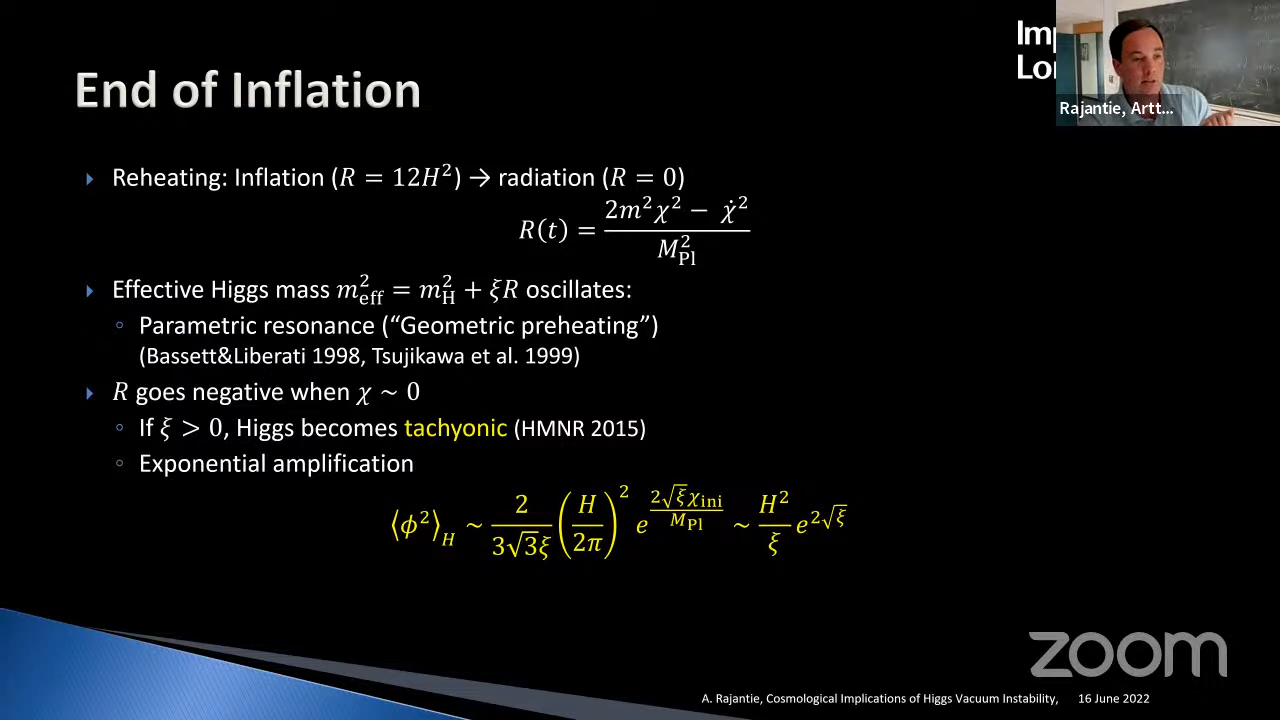 Imp
Lon
End of Inflation
Rajantie, Artt...
Reheating: Inflation (R = 12H²) → radiation (R = 0)
R(t) = (2m²χ² − χ̇²) / M²_Pl
Effective Higgs mass m²_eff = m²_H + ξR oscillates:
Parametric resonance (“Geometric preheating”)
(Bassett&Liberati 1998, Tsujikawa et al. 1999)
R goes negative when χ ~ 0
If ξ > 0, Higgs becomes tachyonic (HMNR 2015)
Exponential amplification
⟨ϕ²⟩_H ~ 2/(3√3ξ) (H/2π)² e^(2√ξχ_ini/M_Pl) ~ H²/ξ e^(2√ξ)
zoom
A. Rajantie, Cosmological Implications of Higgs Vacuum Instability, 16 June 2022